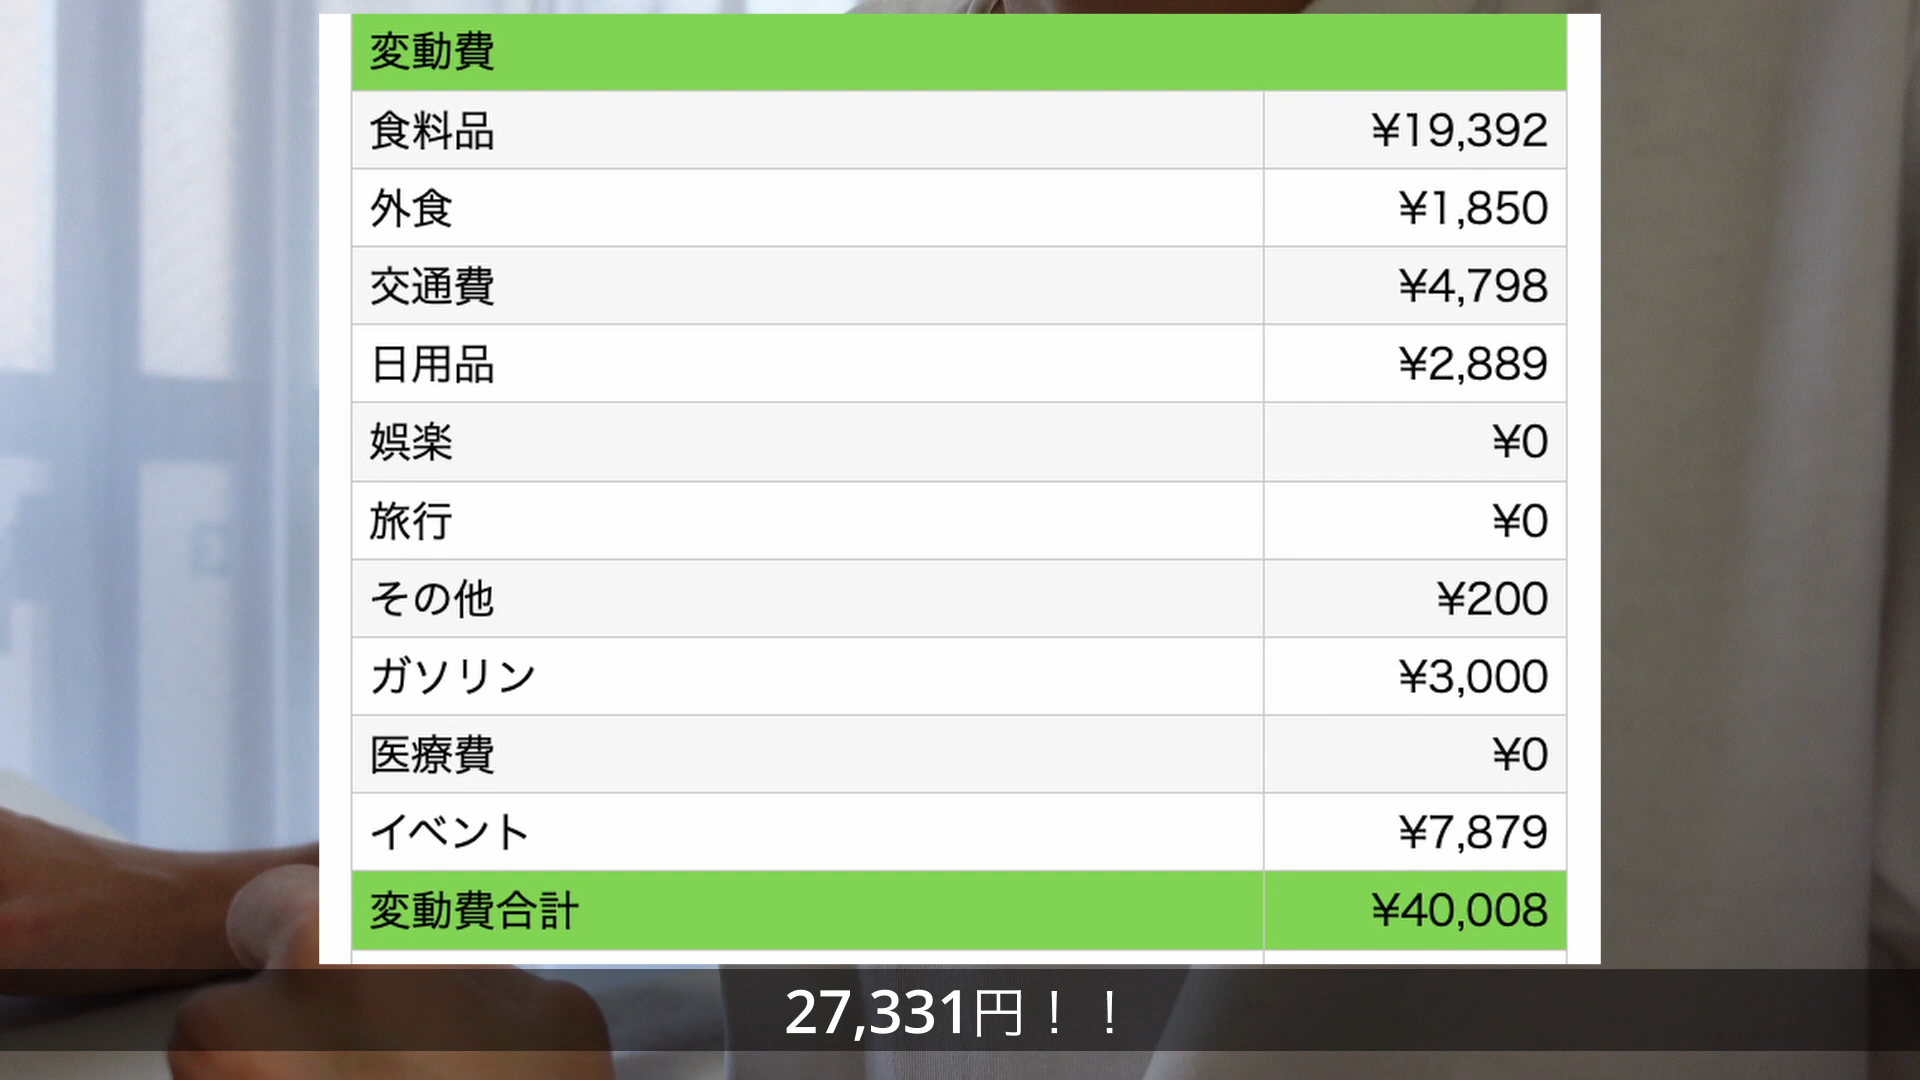 変動費
食料品 ¥19,392
外食 ¥1,850
交通費 ¥4,798
日用品 ¥2,889
娯楽 ¥0
旅行 ¥0
その他 ¥200
ガソリン ¥3,000
医療費 ¥0
イベント ¥7,879
変動費合計 ¥40,008
27,331円！！